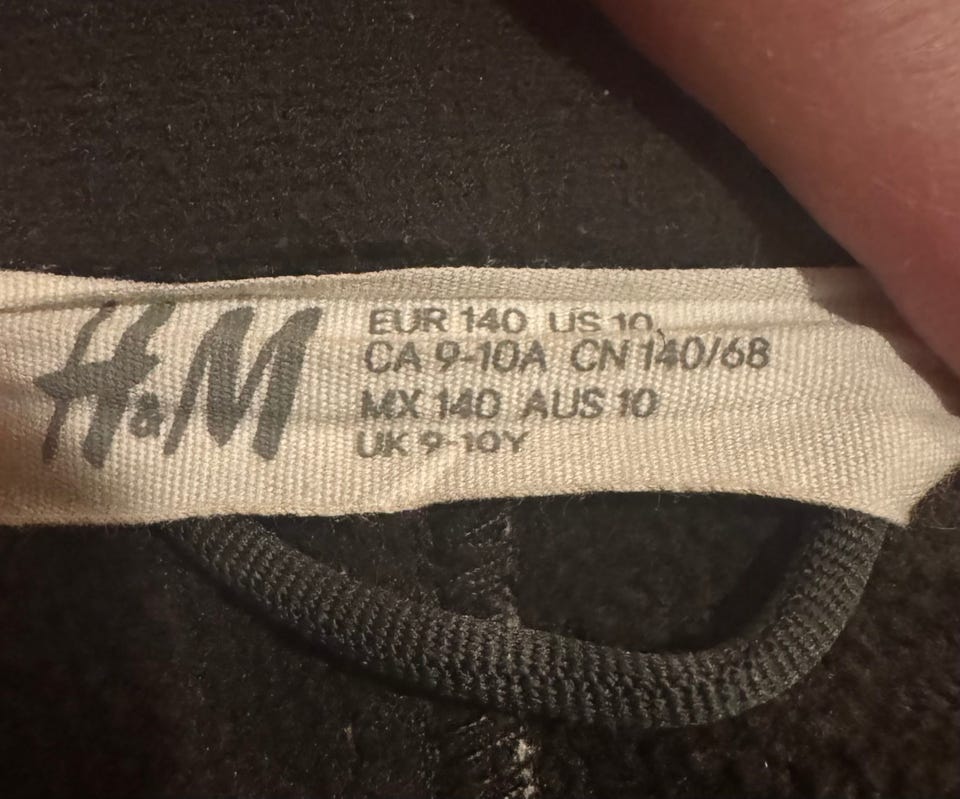 H&M
EUR 140 US 10
CA 9-10A CN 140/68
MX 140 AUS 10
UK 9-10Y